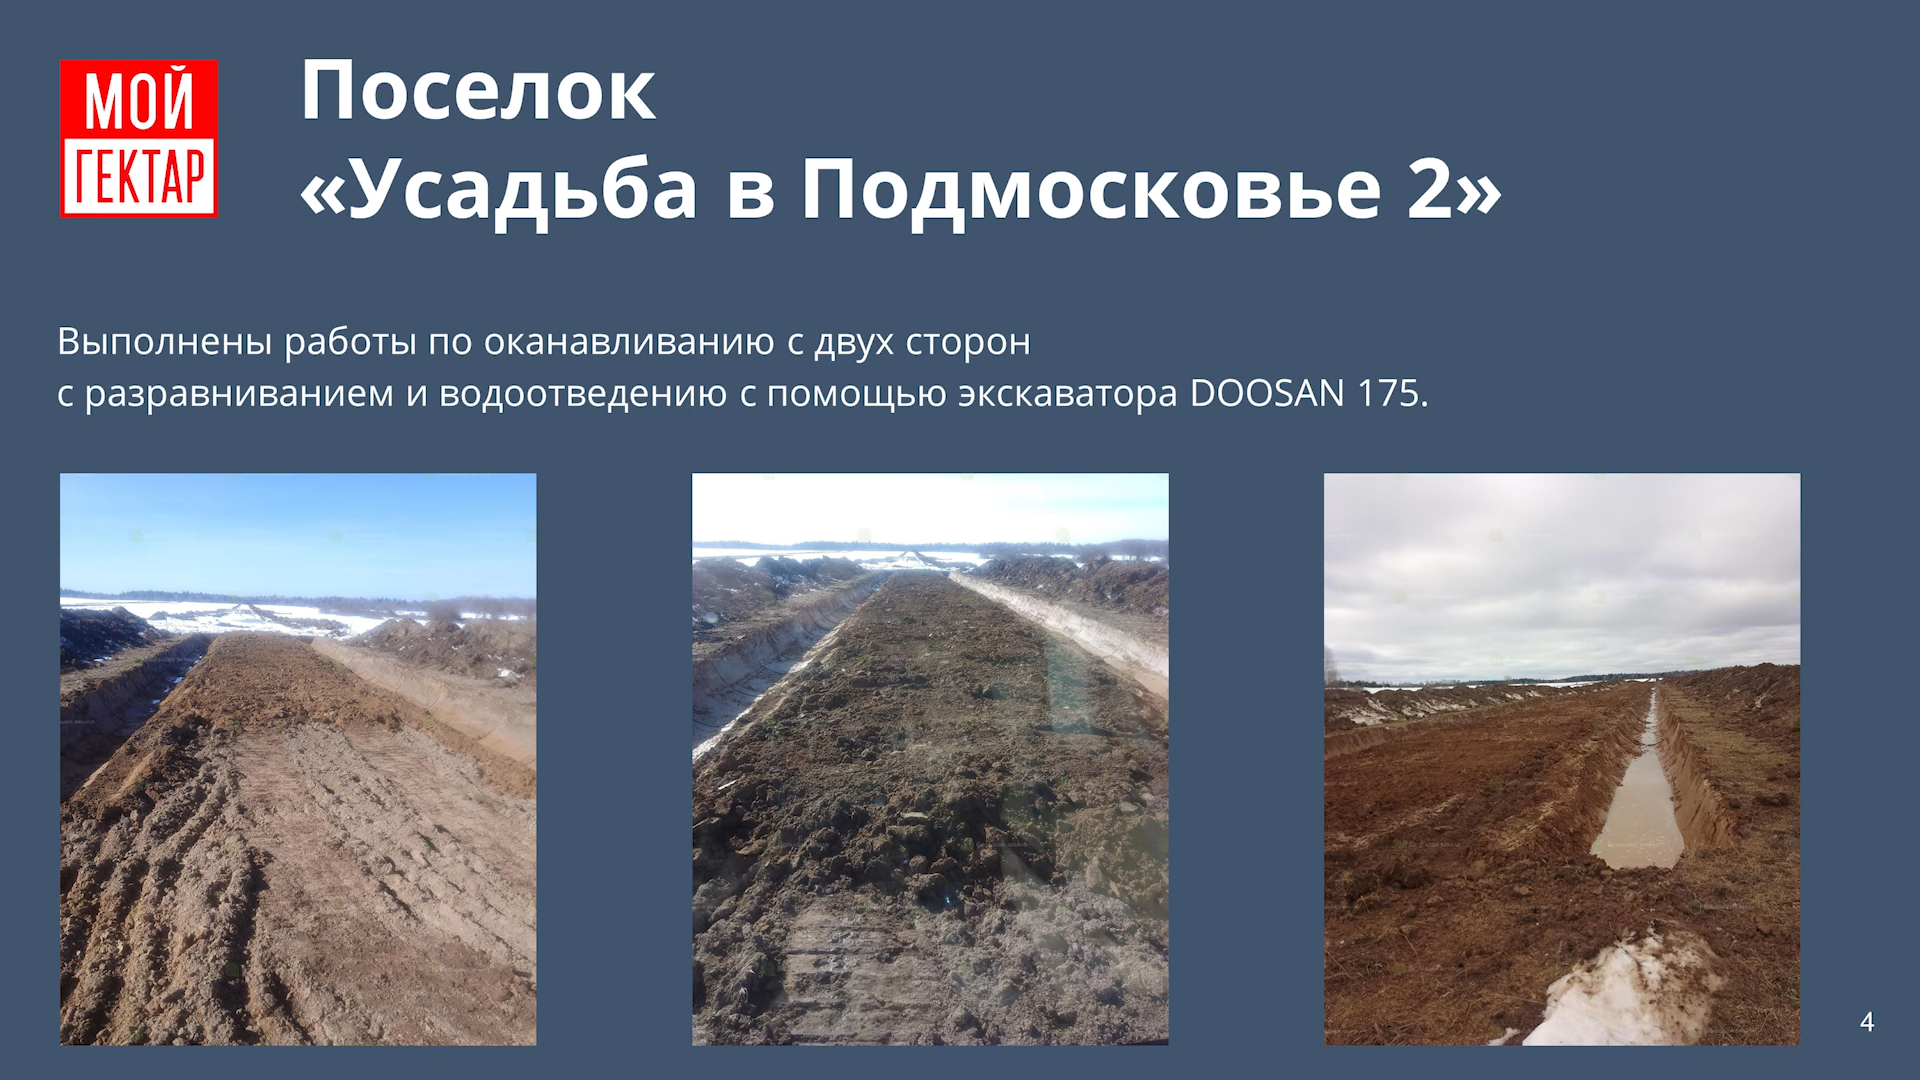 МОЙ
ГЕКТАР
Поселок
«Усадьба в Подмосковье 2»
Выполнены работы по оканавливанию с двух сторон
с разравниванием и водоотведению с помощью экскаватора DOOSAN 175.
4